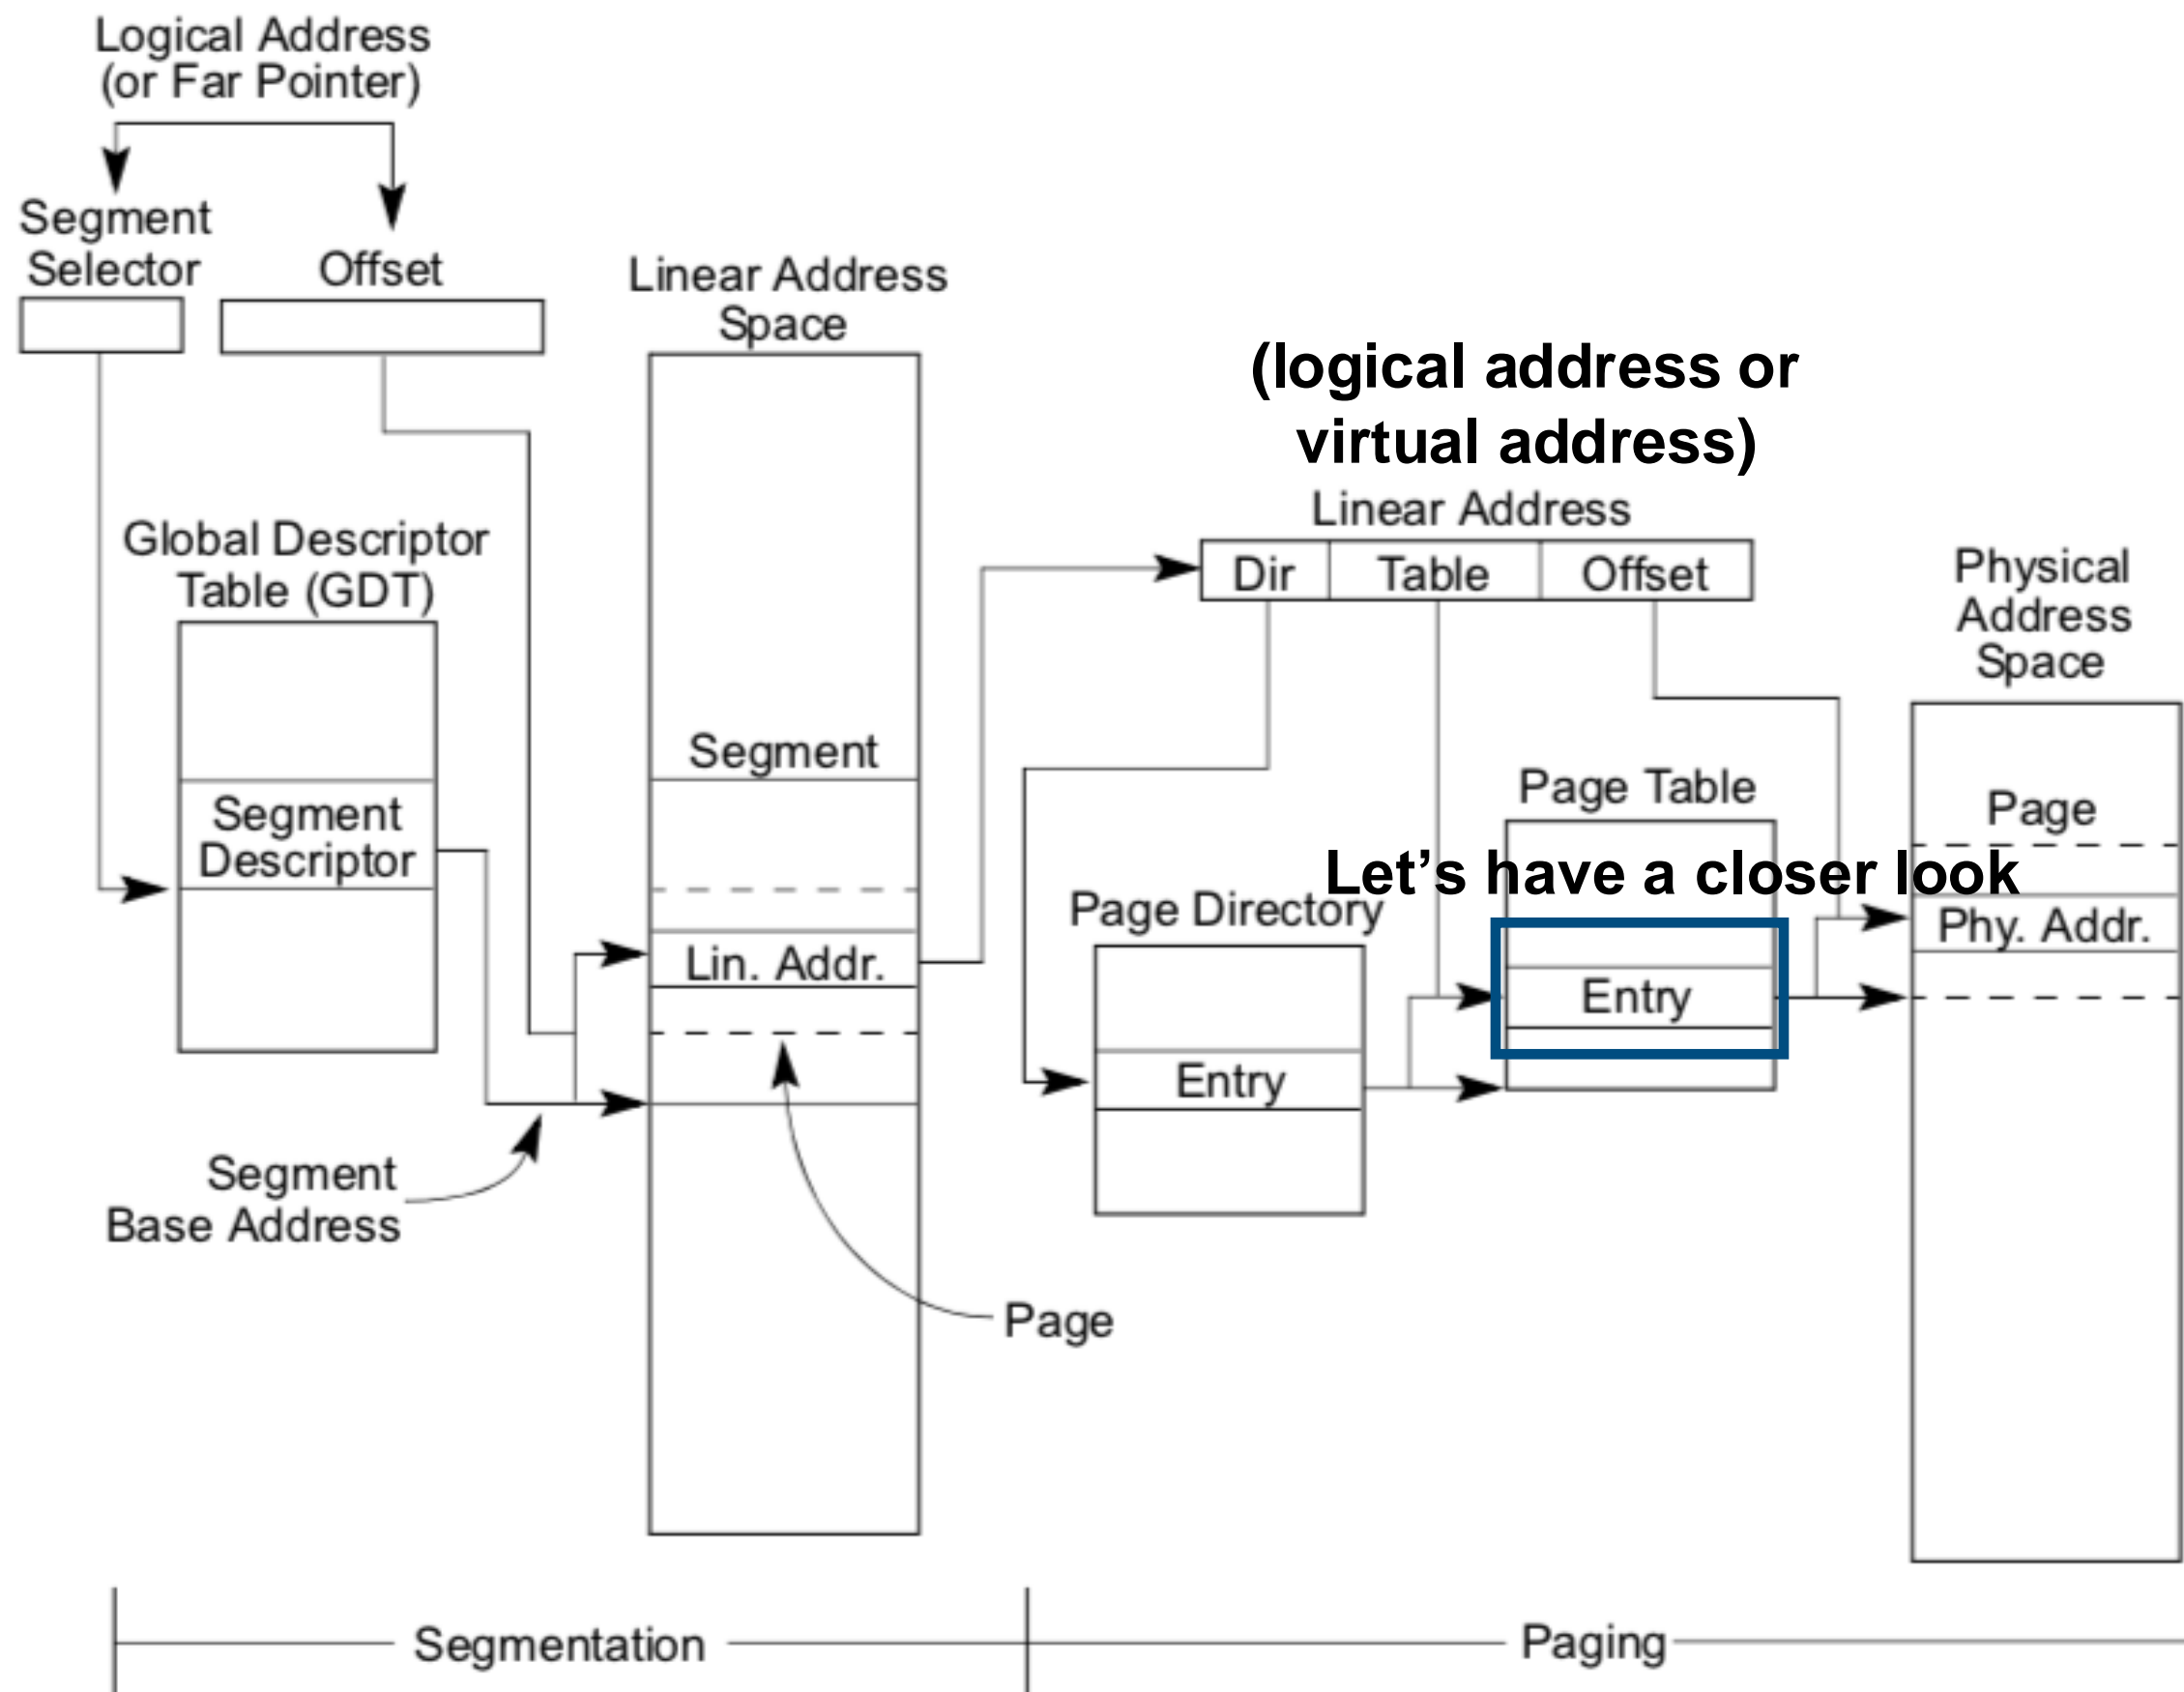 Logical Address
(or Far Pointer)
Segment
Selector
Offset
Linear Address
Space
(logical address or
virtual address)
Linear Address
Dir
Table
Offset
Physical
Address
Space
Global Descriptor
Table (GDT)
Segment
Descriptor
Segment
Lin. Addr.
Page Table
Page
Let’s have a closer look
Page Directory
Phy. Addr.
Entry
Entry
Segment
Base Address
Page
Segmentation
Paging